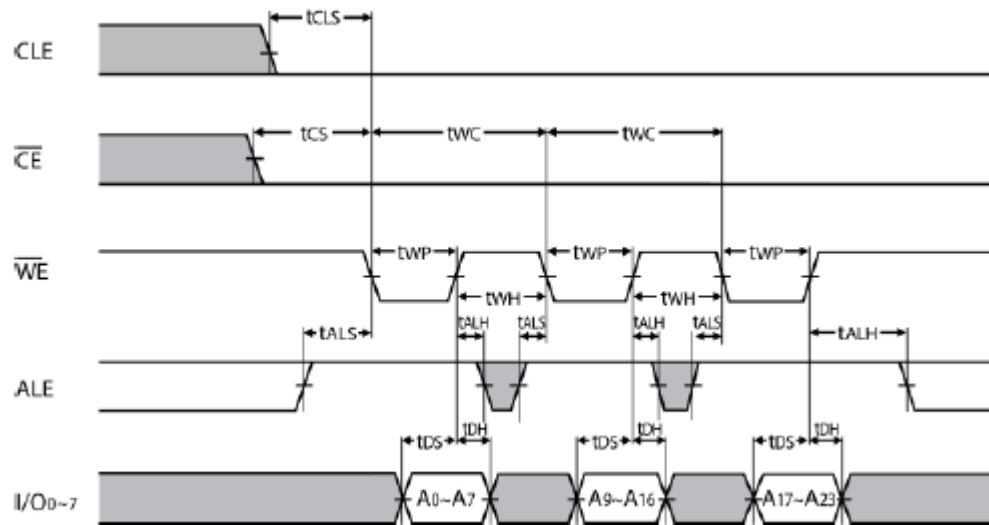 tCLS
CLE
tCS tWC tWC
CE
tWP tWP tWP
WE
tWH tWH
tALS tALH tALS tALH tALS tALH
ALE
tDS tDH tDS tDH tDS tDH
I/O0~7 A0~A7 A9~A16 A17~A23